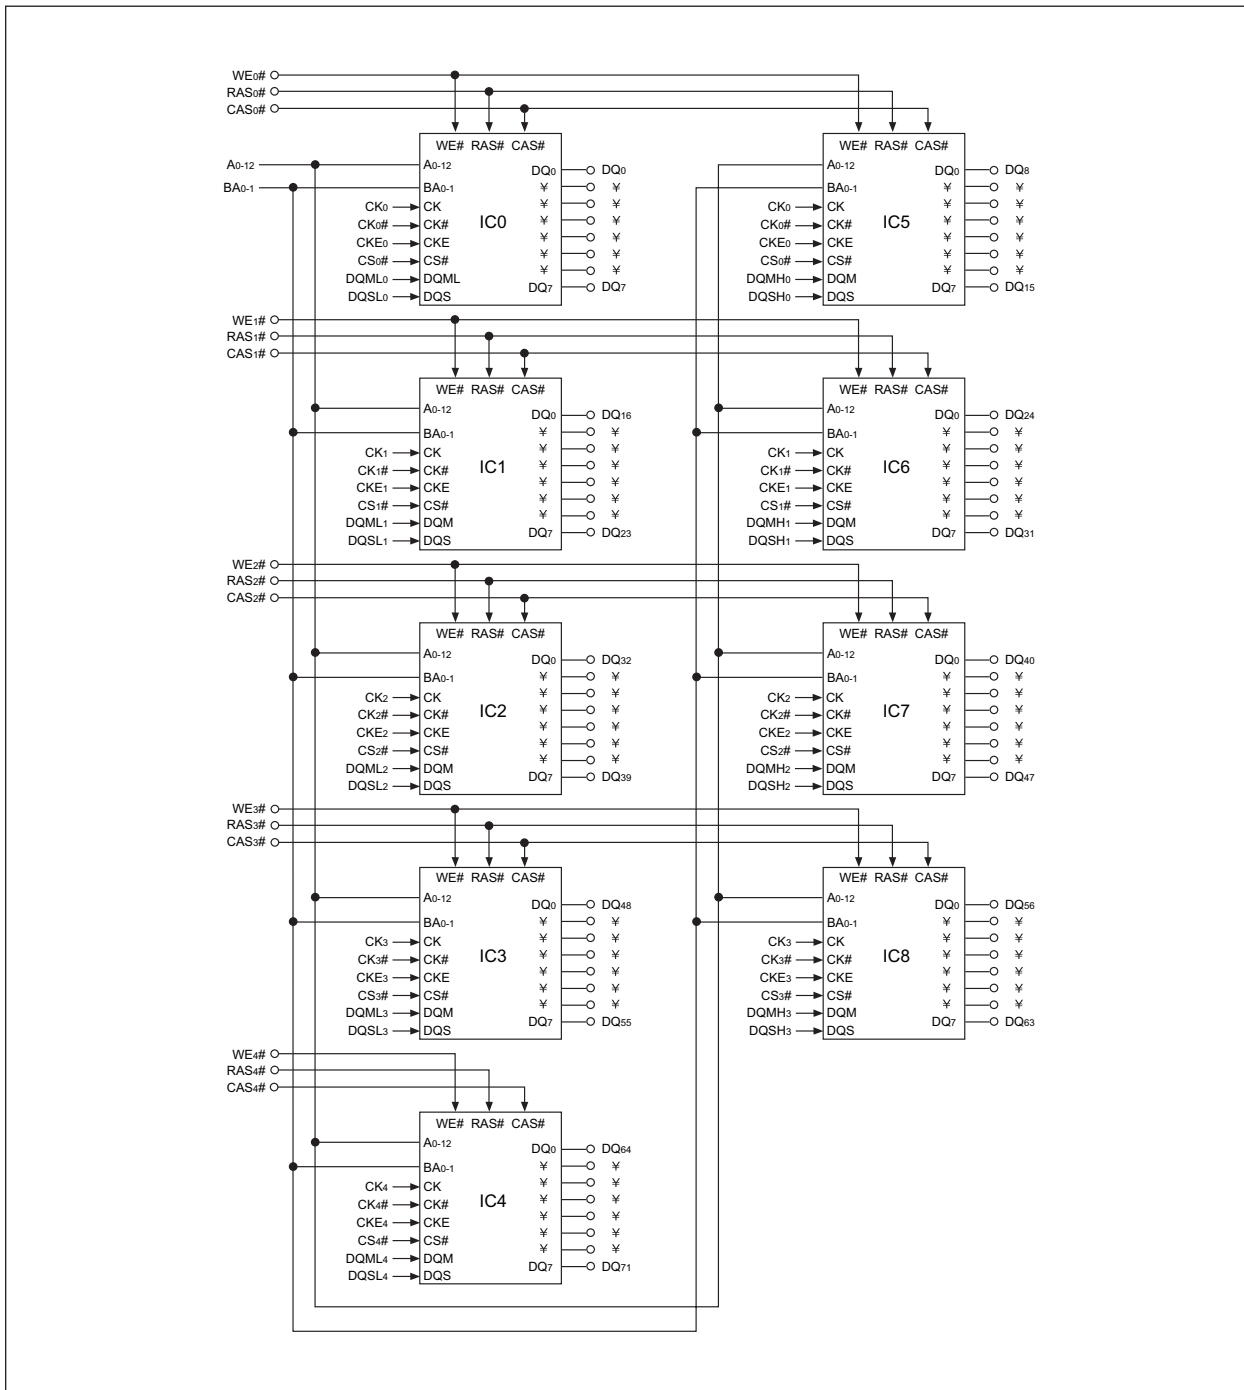 WE0#
RAS0#
CAS0#
WE# RAS# CAS#
A0-12
BA0-1
A0-12
BA0-1
CK0 CK
CK0# CK#
CKE0 CKE
CS0# CS#
DQML0 DQML
DQSL0 DQS
IC0
DQ0 DQ0
¥ ¥
¥ ¥
¥ ¥
¥ ¥
¥ ¥
¥ ¥
DQ7 DQ7
WE# RAS# CAS#
A0-12
BA0-1
CK0 CK
CK0# CK#
CKE0 CKE
CS0# CS#
DQMH0 DQM
DQSH0 DQS
IC5
DQ0 DQ8
¥ ¥
¥ ¥
¥ ¥
¥ ¥
¥ ¥
¥ ¥
DQ7 DQ15
WE1#
RAS1#
CAS1#
WE# RAS# CAS#
A0-12
BA0-1
CK1 CK
CK1# CK#
CKE1 CKE
CS1# CS#
DQML1 DQM
DQSL1 DQS
IC1
DQ0 DQ16
¥ ¥
¥ ¥
¥ ¥
¥ ¥
¥ ¥
¥ ¥
DQ7 DQ23
WE# RAS# CAS#
A0-12
BA0-1
CK1 CK
CK1# CK#
CKE1 CKE
CS1# CS#
DQMH1 DQM
DQSH1 DQS
IC6
DQ0 DQ24
¥ ¥
¥ ¥
¥ ¥
¥ ¥
¥ ¥
¥ ¥
DQ7 DQ31
WE2#
RAS2#
CAS2#
WE# RAS# CAS#
A0-12
BA0-1
CK2 CK
CK2# CK#
CKE2 CKE
CS2# CS#
DQML2 DQM
DQSL2 DQS
IC2
DQ0 DQ32
¥ ¥
¥ ¥
¥ ¥
¥ ¥
¥ ¥
¥ ¥
DQ7 DQ39
WE# RAS# CAS#
A0-12
BA0-1
CK2 CK
CK2# CK#
CKE2 CKE
CS2# CS#
DQMH2 DQM
DQSH2 DQS
IC7
DQ0 DQ40
¥ ¥
¥ ¥
¥ ¥
¥ ¥
¥ ¥
¥ ¥
DQ7 DQ47
WE3#
RAS3#
CAS3#
WE# RAS# CAS#
A0-12
BA0-1
CK3 CK
CK3# CK#
CKE3 CKE
CS3# CS#
DQML3 DQM
DQSL3 DQS
IC3
DQ0 DQ48
¥ ¥
¥ ¥
¥ ¥
¥ ¥
¥ ¥
¥ ¥
DQ7 DQ55
WE# RAS# CAS#
A0-12
BA0-1
CK3 CK
CK3# CK#
CKE3 CKE
CS3# CS#
DQMH3 DQM
DQSH3 DQS
IC8
DQ0 DQ56
¥ ¥
¥ ¥
¥ ¥
¥ ¥
¥ ¥
¥ ¥
DQ7 DQ63
WE4#
RAS4#
CAS4#
WE# RAS# CAS#
A0-12
BA0-1
CK4 CK
CK4# CK#
CKE4 CKE
CS4# CS#
DQML4 DQM
DQSL4 DQS
IC4
DQ0 DQ64
¥ ¥
¥ ¥
¥ ¥
¥ ¥
¥ ¥
¥ ¥
DQ7 DQ71